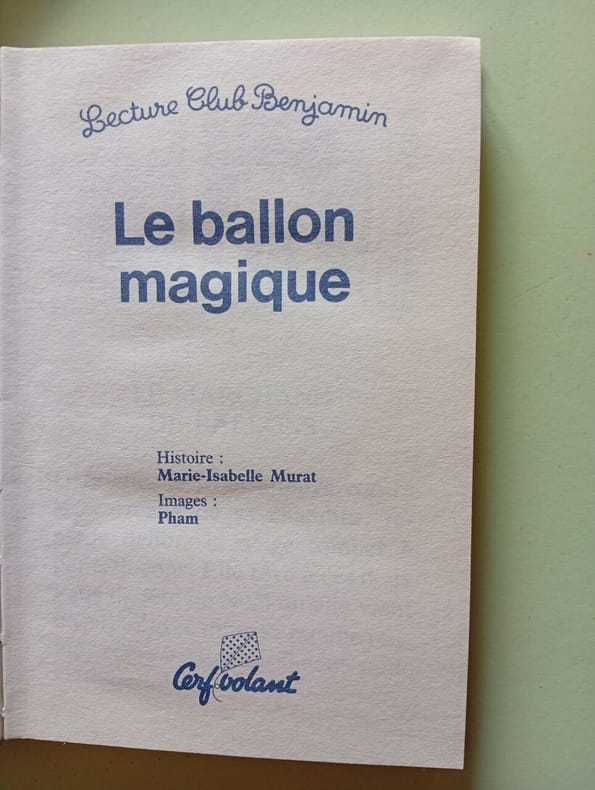 Lecture Club Benjamin
Le ballon
magique
Histoire :
Marie-Isabelle Murat
Images :
Pham
Cerf volant